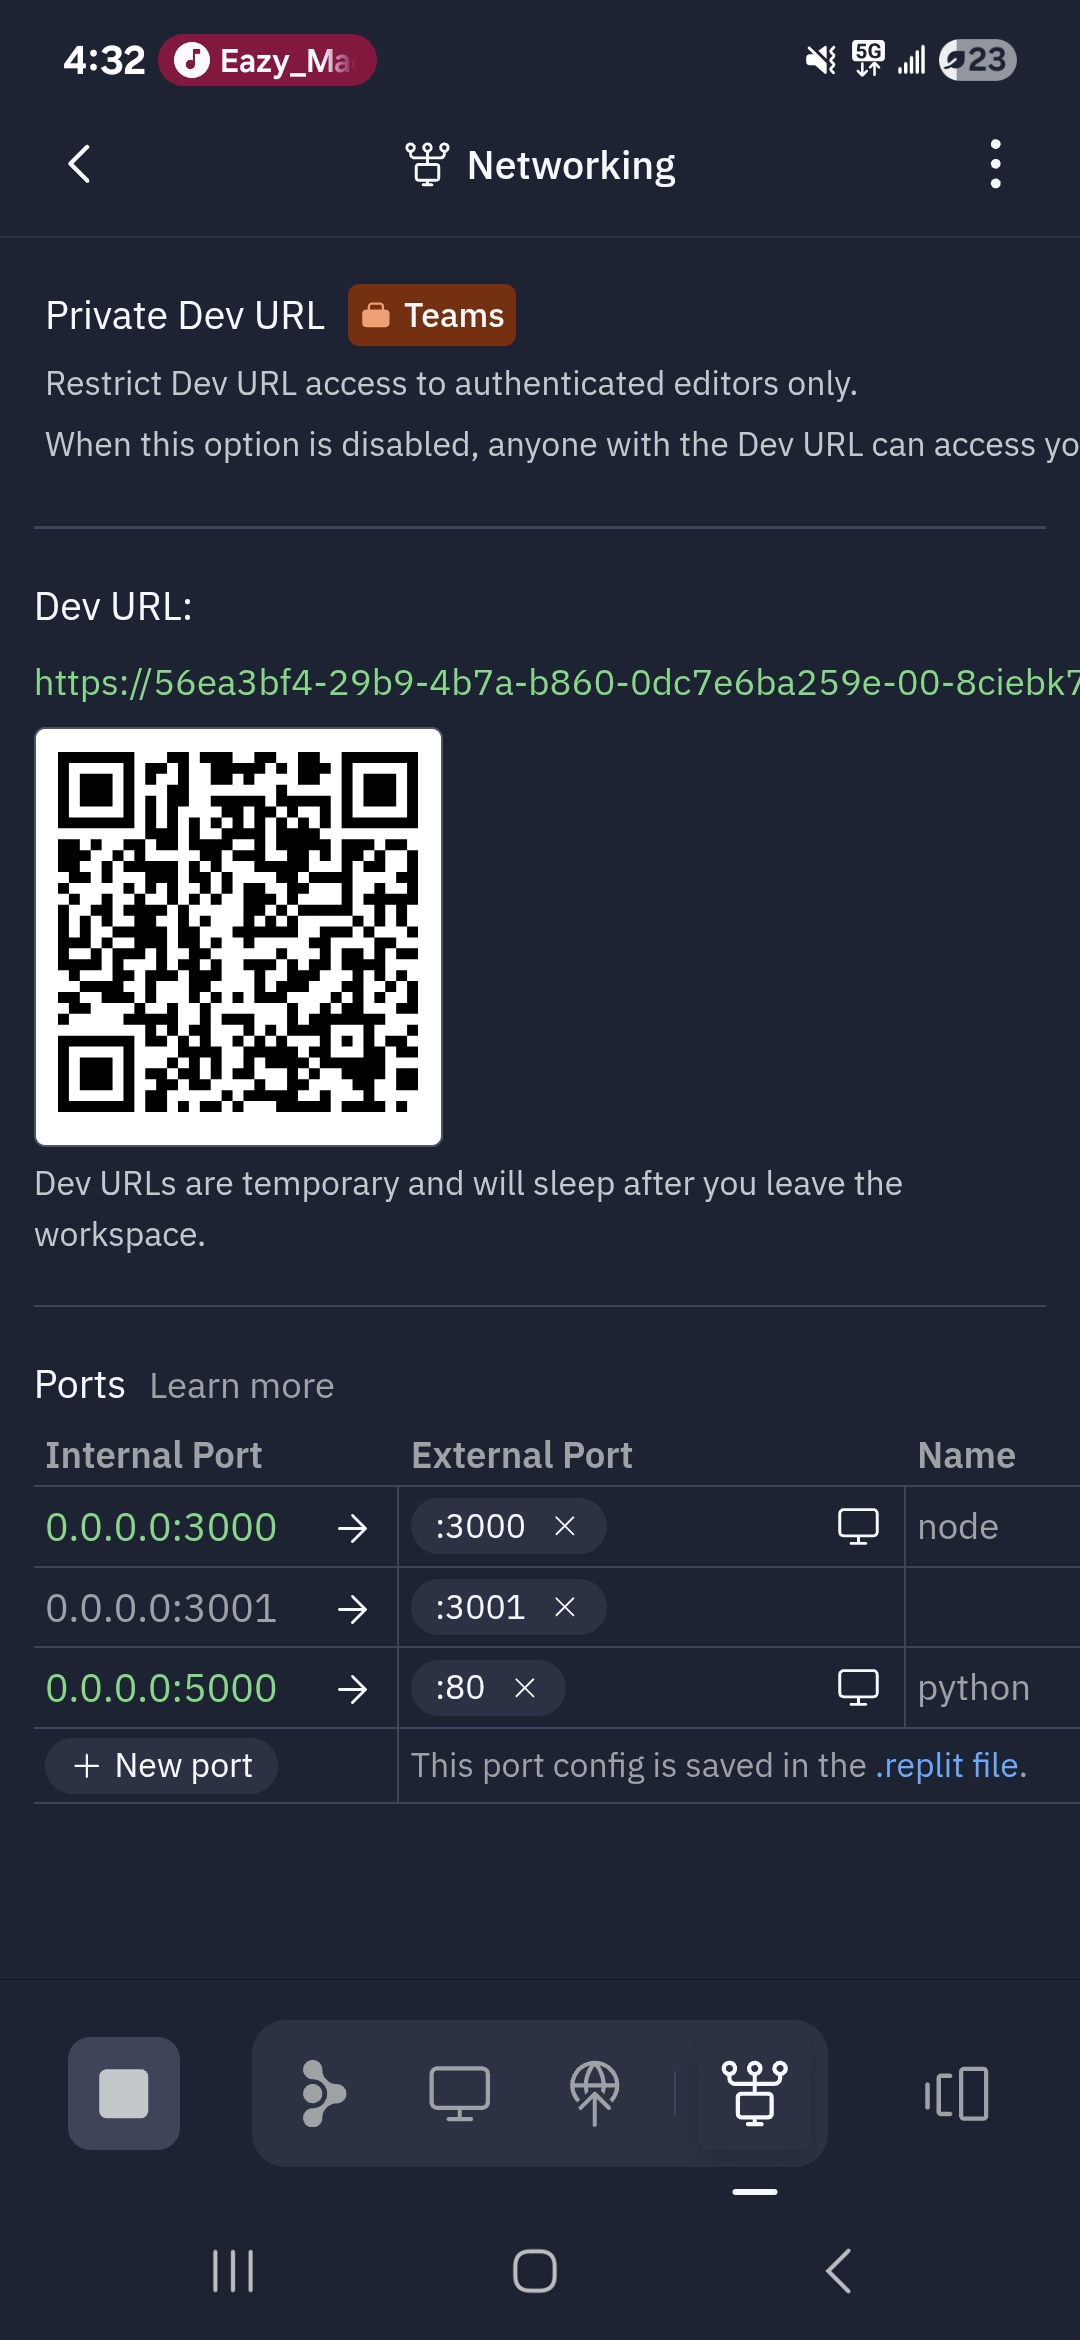 4:32 Eazy_Ma 5G 23
Networking
Private Dev URL Teams
Restrict Dev URL access to authenticated editors only.
When this option is disabled, anyone with the Dev URL can access yo
Dev URL:
https://56ea3bf4-29b9-4b7a-b860-0dc7e6ba259e-00-8ciebk7
Dev URLs are temporary and will sleep after you leave the
workspace.
Ports Learn more
Internal Port External Port Name
0.0.0.0:3000 → :3000 × node
0.0.0.0:3001 → :3001 ×
0.0.0.0:5000 → :80 × python
+ New port This port config is saved in the .replit file.